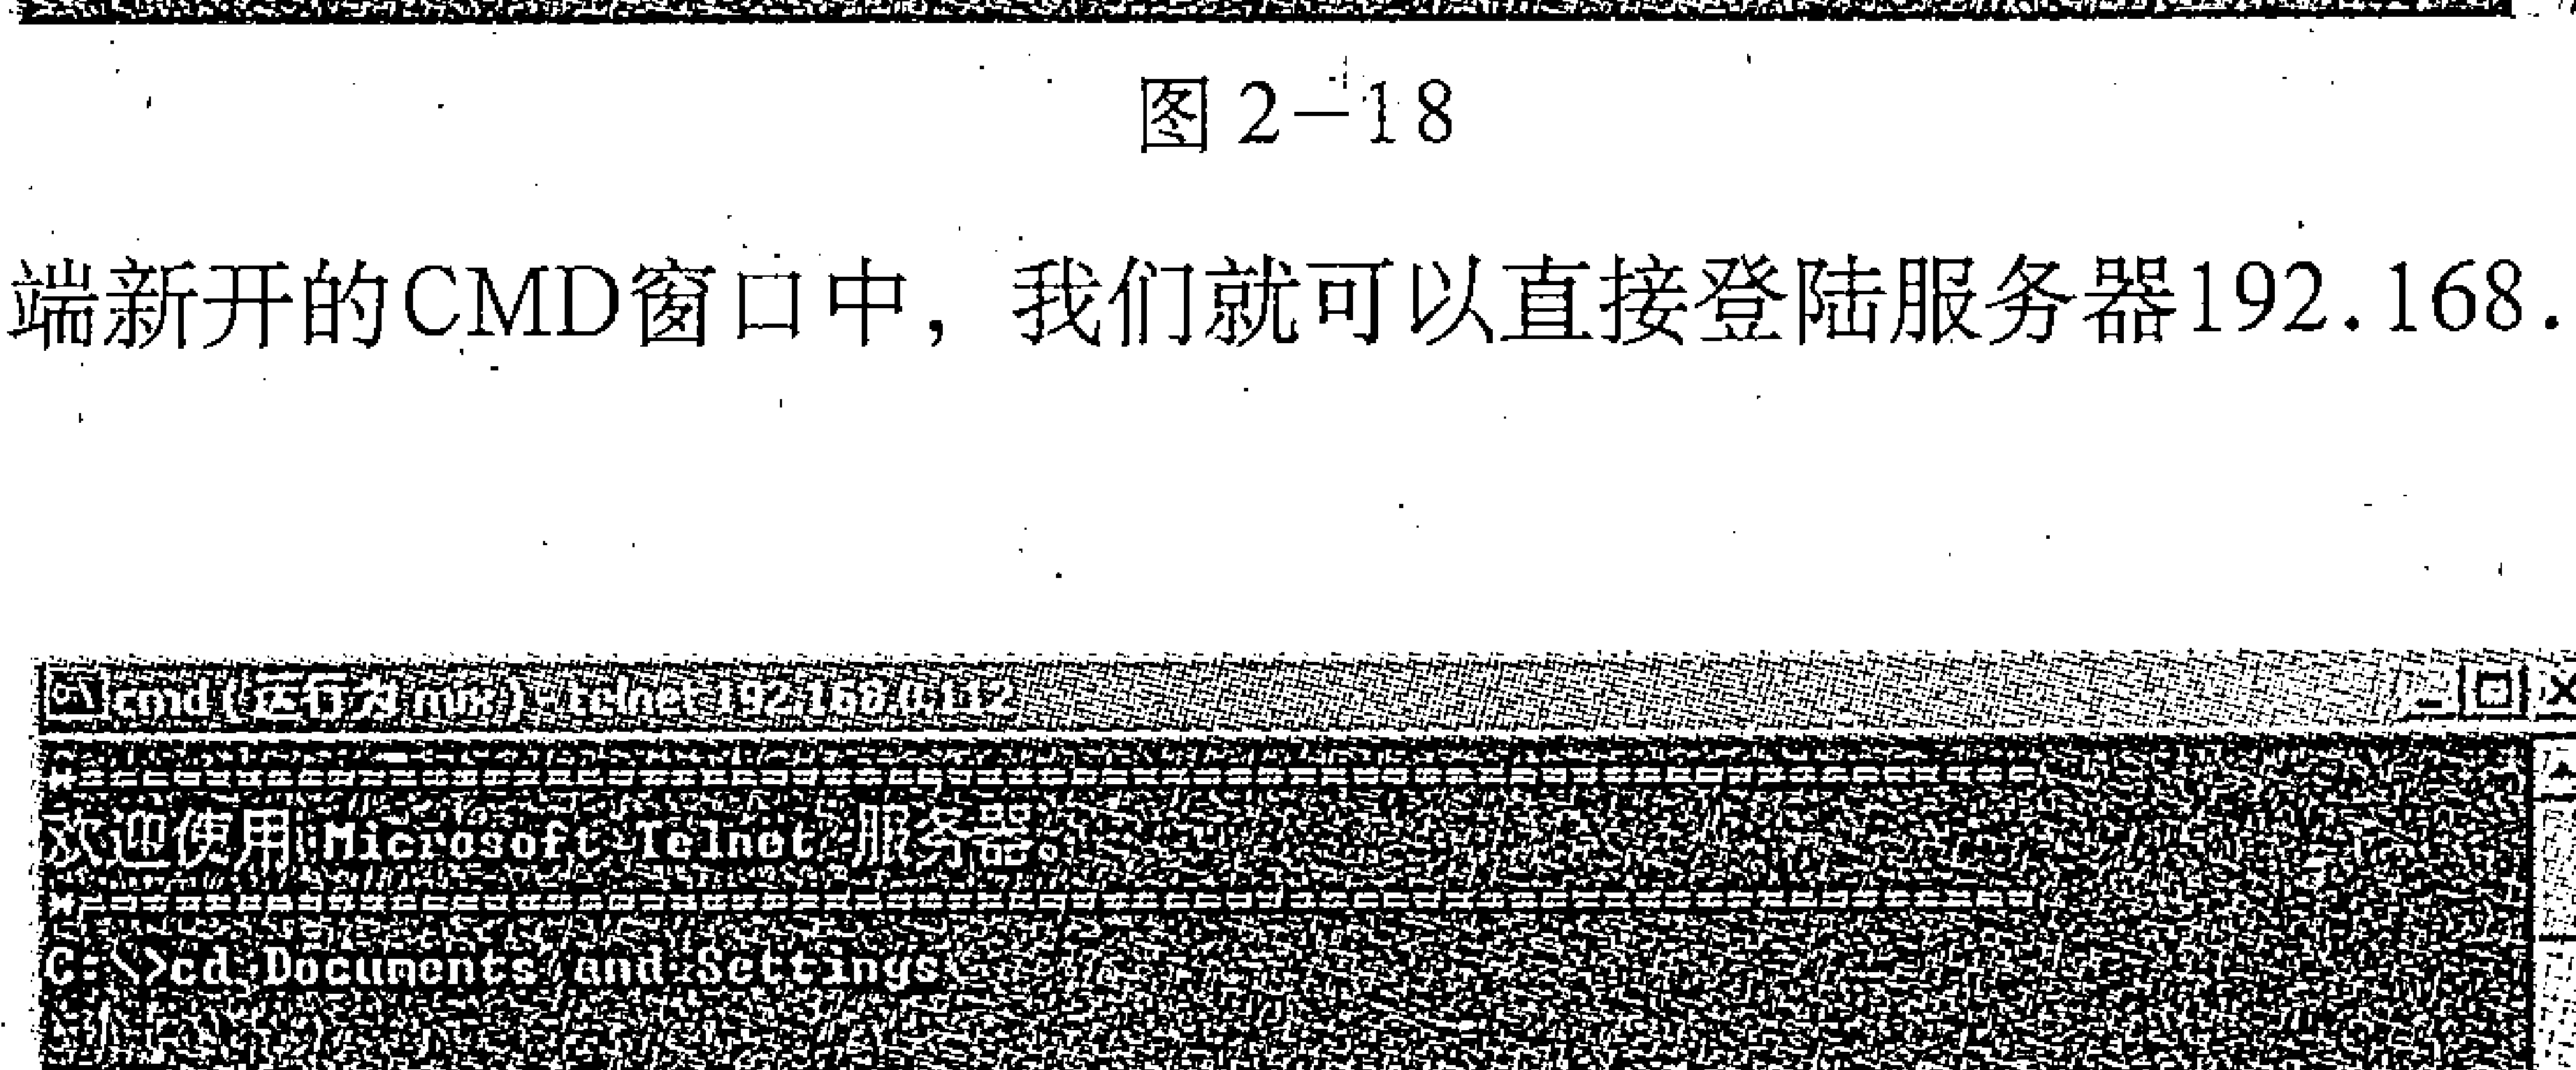 图 2-18
端新开的CMD窗口中，我们就可以直接登陆服务器192.168.
cmd (运行为 mix) - telnet 192.168.0.112
*===============================================================
欢迎使用 Microsoft Telnet 服务器。
*===============================================================
C:\>cd Documents and Settings